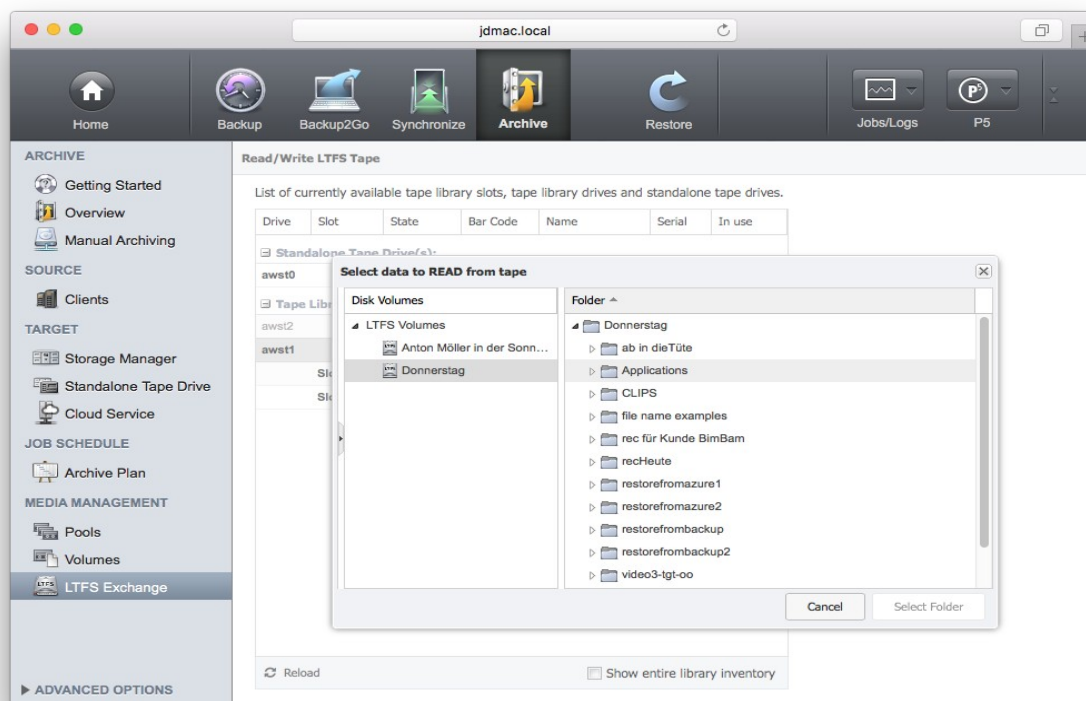 jdmac.local
Home
Backup
Backup2Go
Synchronize
Archive
Restore
Jobs/Logs
P5
ARCHIVE
Getting Started
Overview
Manual Archiving
SOURCE
Clients
TARGET
Storage Manager
Standalone Tape Drive
Cloud Service
JOB SCHEDULE
Archive Plan
MEDIA MANAGEMENT
Pools
Volumes
LTFS Exchange
ADVANCED OPTIONS
Read/Write LTFS Tape
List of currently available tape library slots, tape library drives and standalone tape drives.
Drive Slot State Bar Code Name Serial In use
Standalone Tape Drive(s):
awst0
Tape Libr
awst2
awst1
Slo
Slo
Select data to READ from tape
Disk Volumes
LTFS Volumes
Anton Möller in der Sonn...
Donnerstag
Folder
Donnerstag
ab in dieTüte
Applications
CLIPS
file name examples
rec für Kunde BimBam
recHeute
restorefromazure1
restorefromazure2
restorefrombackup
restorefrombackup2
video3-tgt-oo
Cancel
Select Folder
Reload
Show entire library inventory